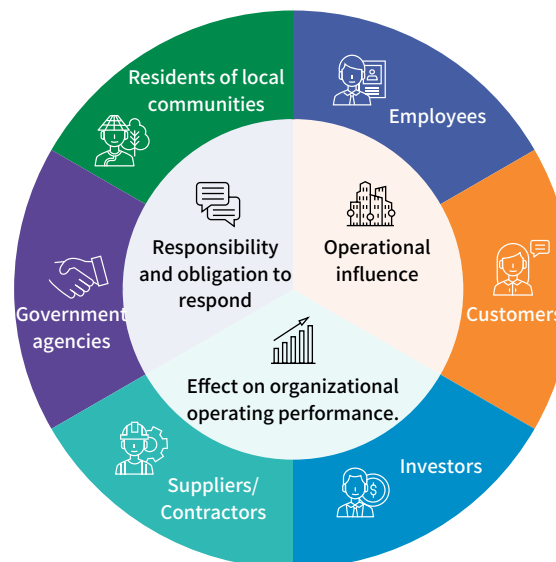 Residents of local
communities
Employees
Responsibility
and obligation to
respond
Operational
influence
Government
agencies
Customers
Effect on organizational
operating performance.
Suppliers/
Contractors
Investors